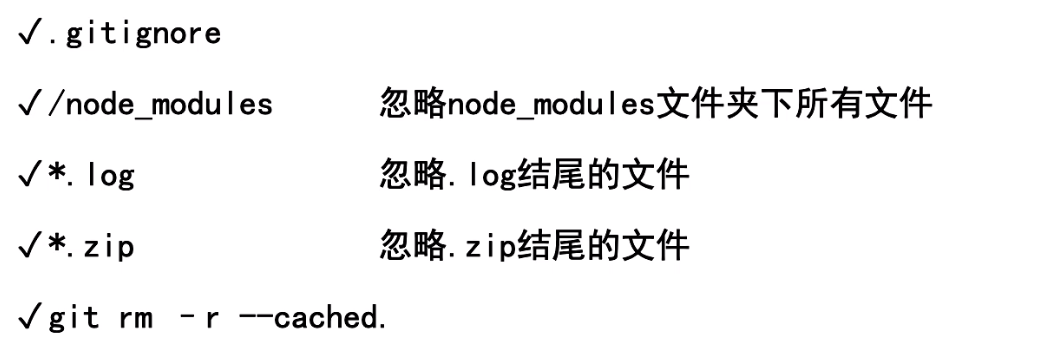 ✓.gitignore
✓/node_modules 忽略node_modules文件夹下所有文件
✓*.log 忽略.log结尾的文件
✓*.zip 忽略.zip结尾的文件
✓git rm –r --cached.